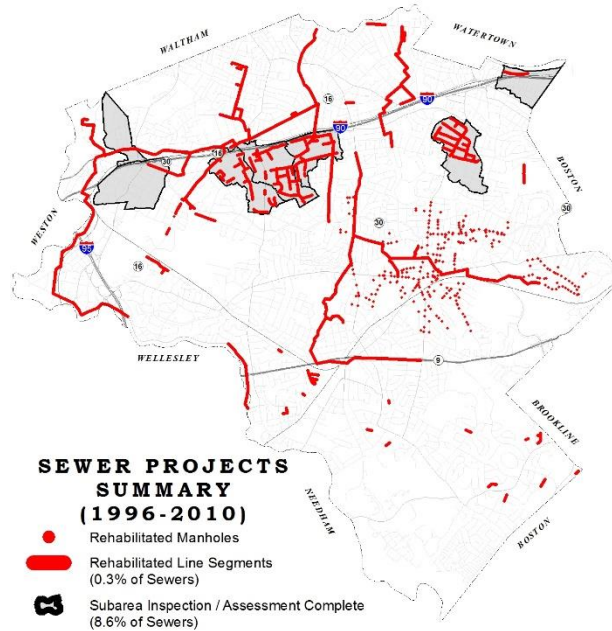 WALTHAM
WATERTOWN
16
90
90
BOSTON
30
16
30
30
WESTON
95
16
WELLESLEY
9
BROOKLINE
NEEDHAM
BOSTON
SEWER PROJECTS
SUMMARY
(1996-2010)
Rehabilitated Manholes
Rehabilitated Line Segments
(0.3% of Sewers)
Subarea Inspection / Assessment Complete
(8.6% of Sewers)